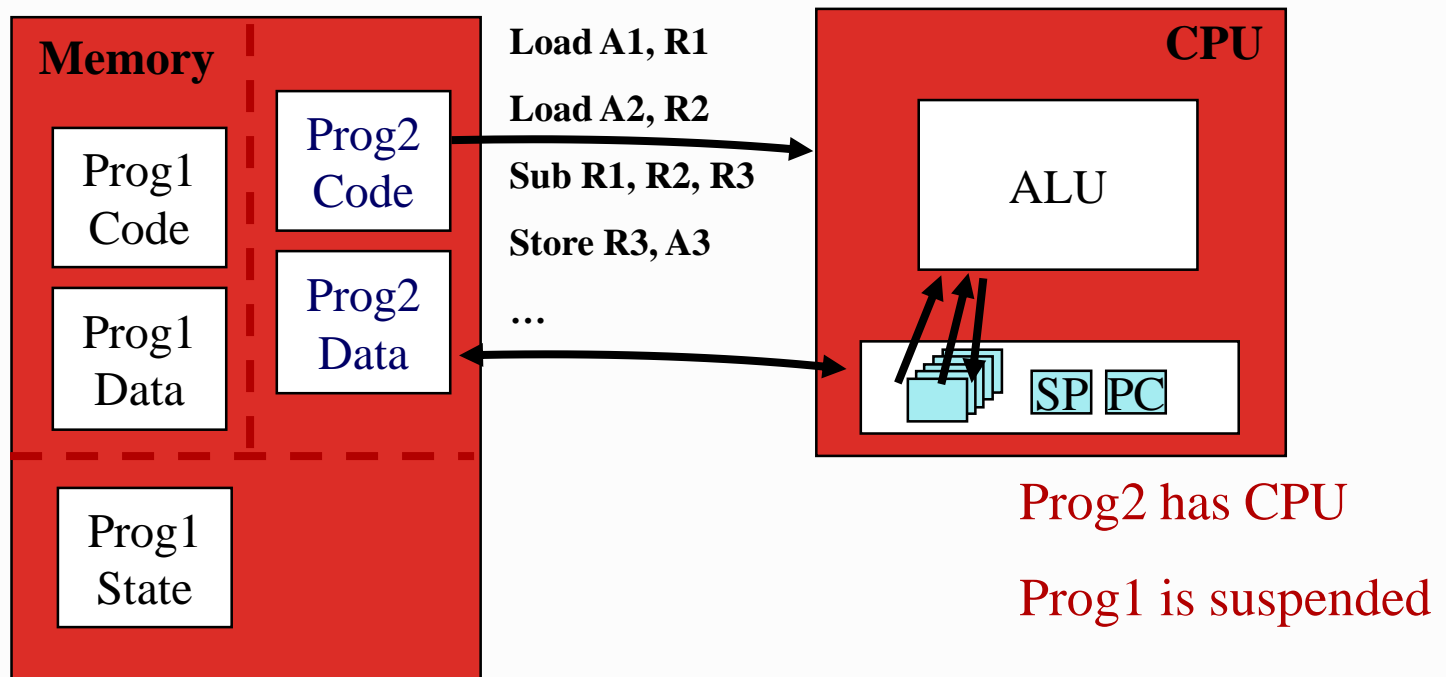 Memory
Prog1
Code
Prog1
Data
Prog2
Code
Prog2
Data
Prog1
State
Load A1, R1
Load A2, R2
Sub R1, R2, R3
Store R3, A3
…
CPU
ALU
SP PC
Prog2 has CPU
Prog1 is suspended